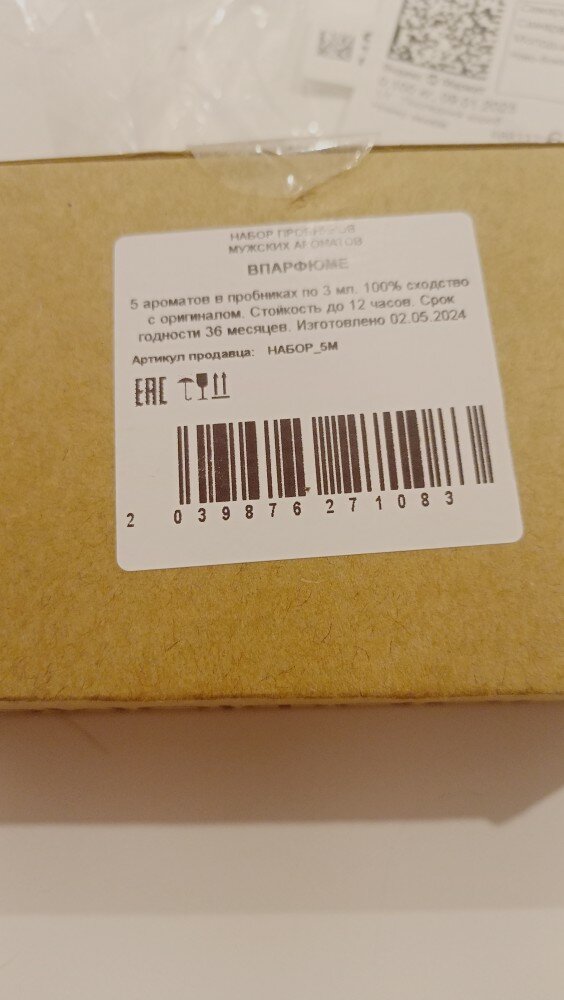 НАБОР ПРОБНИКОВ
МУЖСКИХ АРОМАТОВ
ВПАРФЮМЕ
5 ароматов в пробниках по 3 мл. 100% сходство
с оригиналом. Стойкость до 12 часов. Срок
годности 36 месяцев. Изготовлено 02.05.2024
Артикул продавца: НАБОР_5М
EAC
2 039876 271083